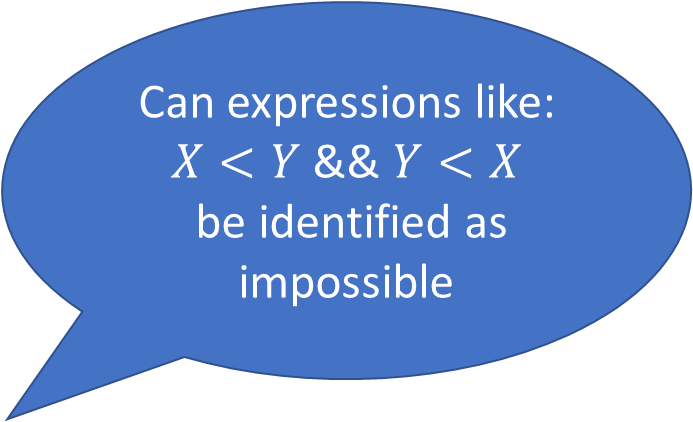 Can expressions like:
X < Y && Y < X
be identified as
impossible